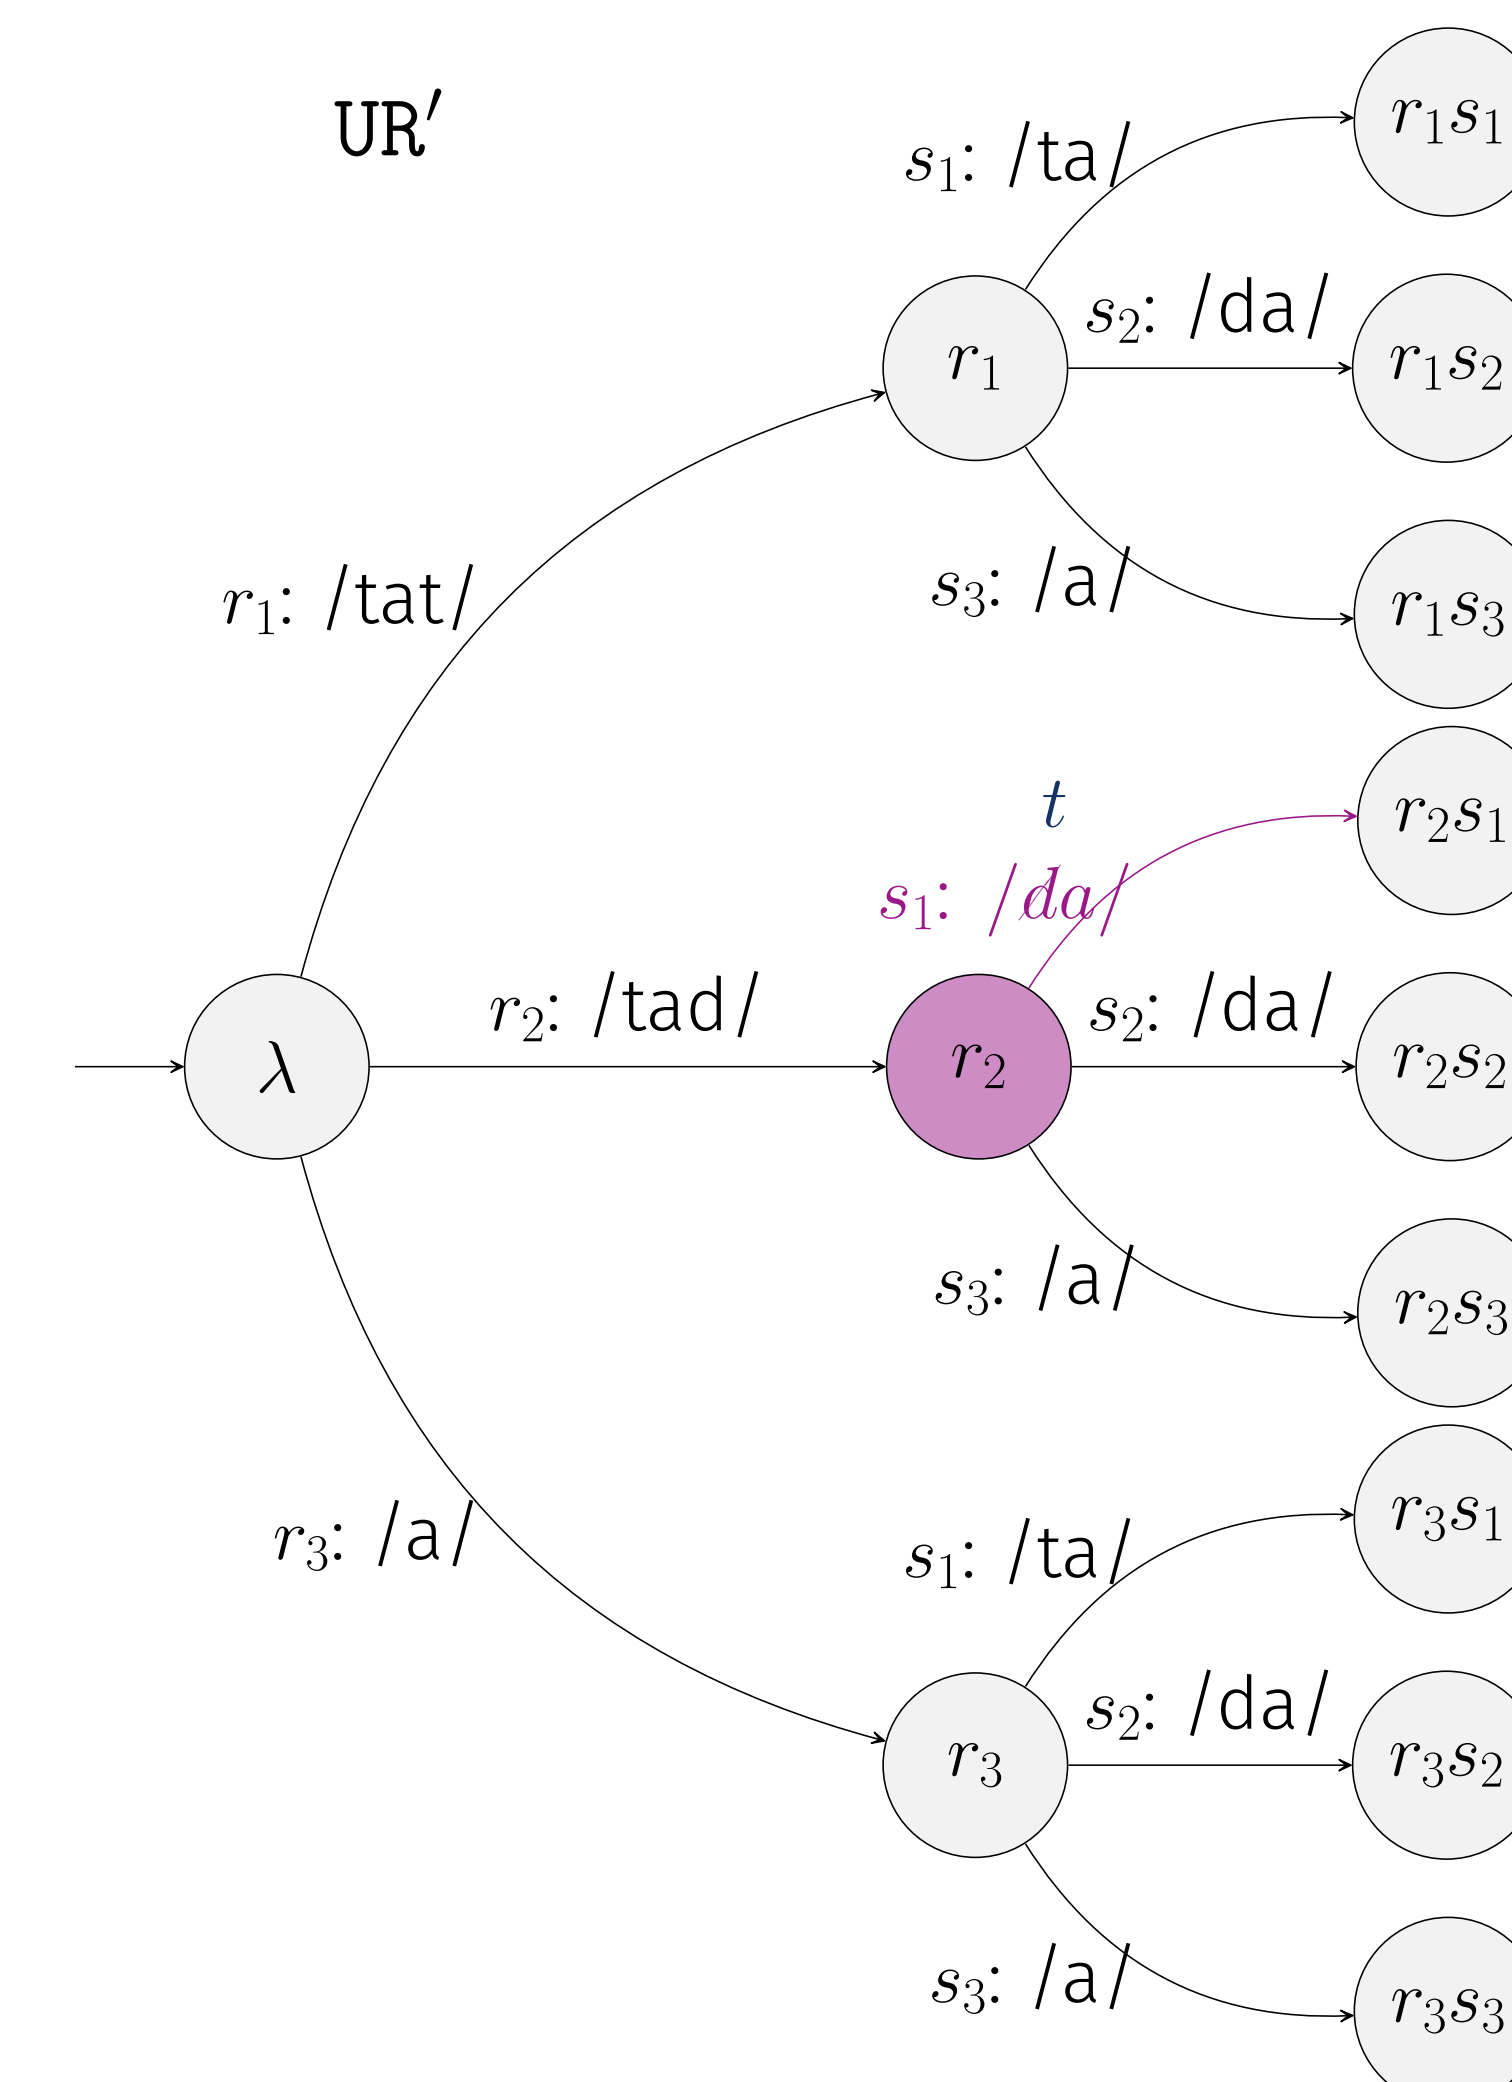 UR′
s₁: /ta/
r₁s₁
s₂: /da/
r₁
r₁s₂
s₃: /a/
r₁s₃
r₁: /tat/
t
s₁: /da/
r₂s₁
s₂: /da/
r₂: /tad/
λ
r₂
r₂s₂
s₃: /a/
r₂s₃
r₃: /a/
s₁: /ta/
r₃s₁
s₂: /da/
r₃
r₃s₂
s₃: /a/
r₃s₃